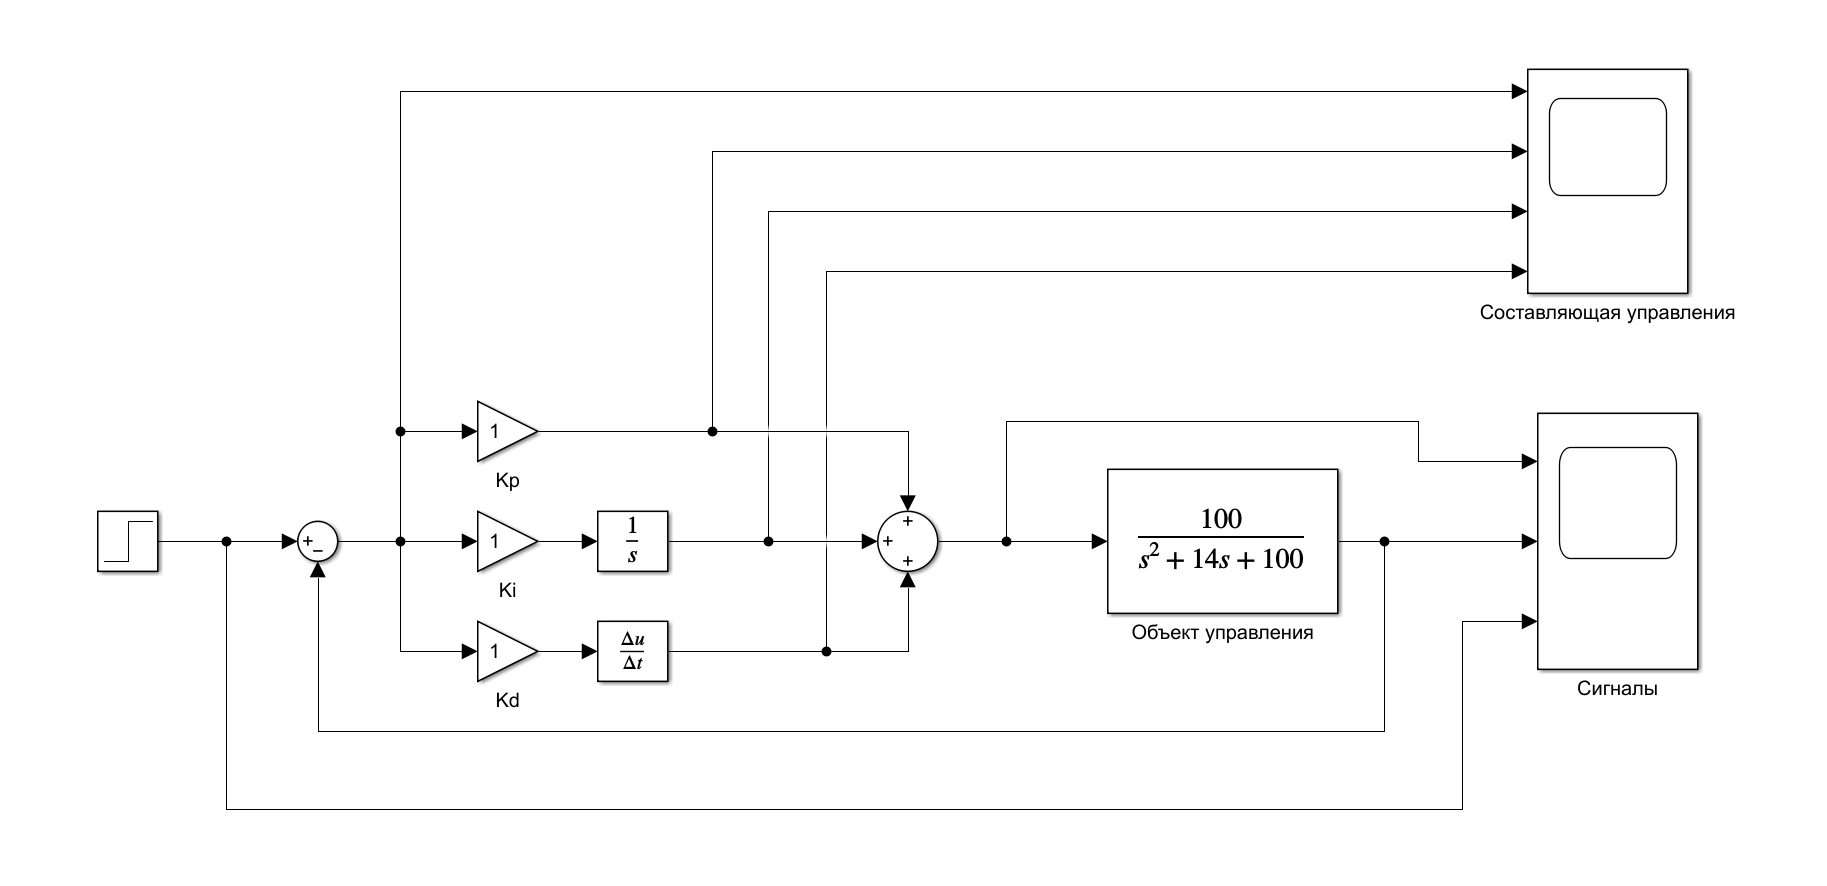 Составляющая управления
1
Kp
+
−
1
1
s
Ki
+
+
+
100
s² + 14s + 100
Объект управления
1
Δu
Δt
Kd
Сигналы